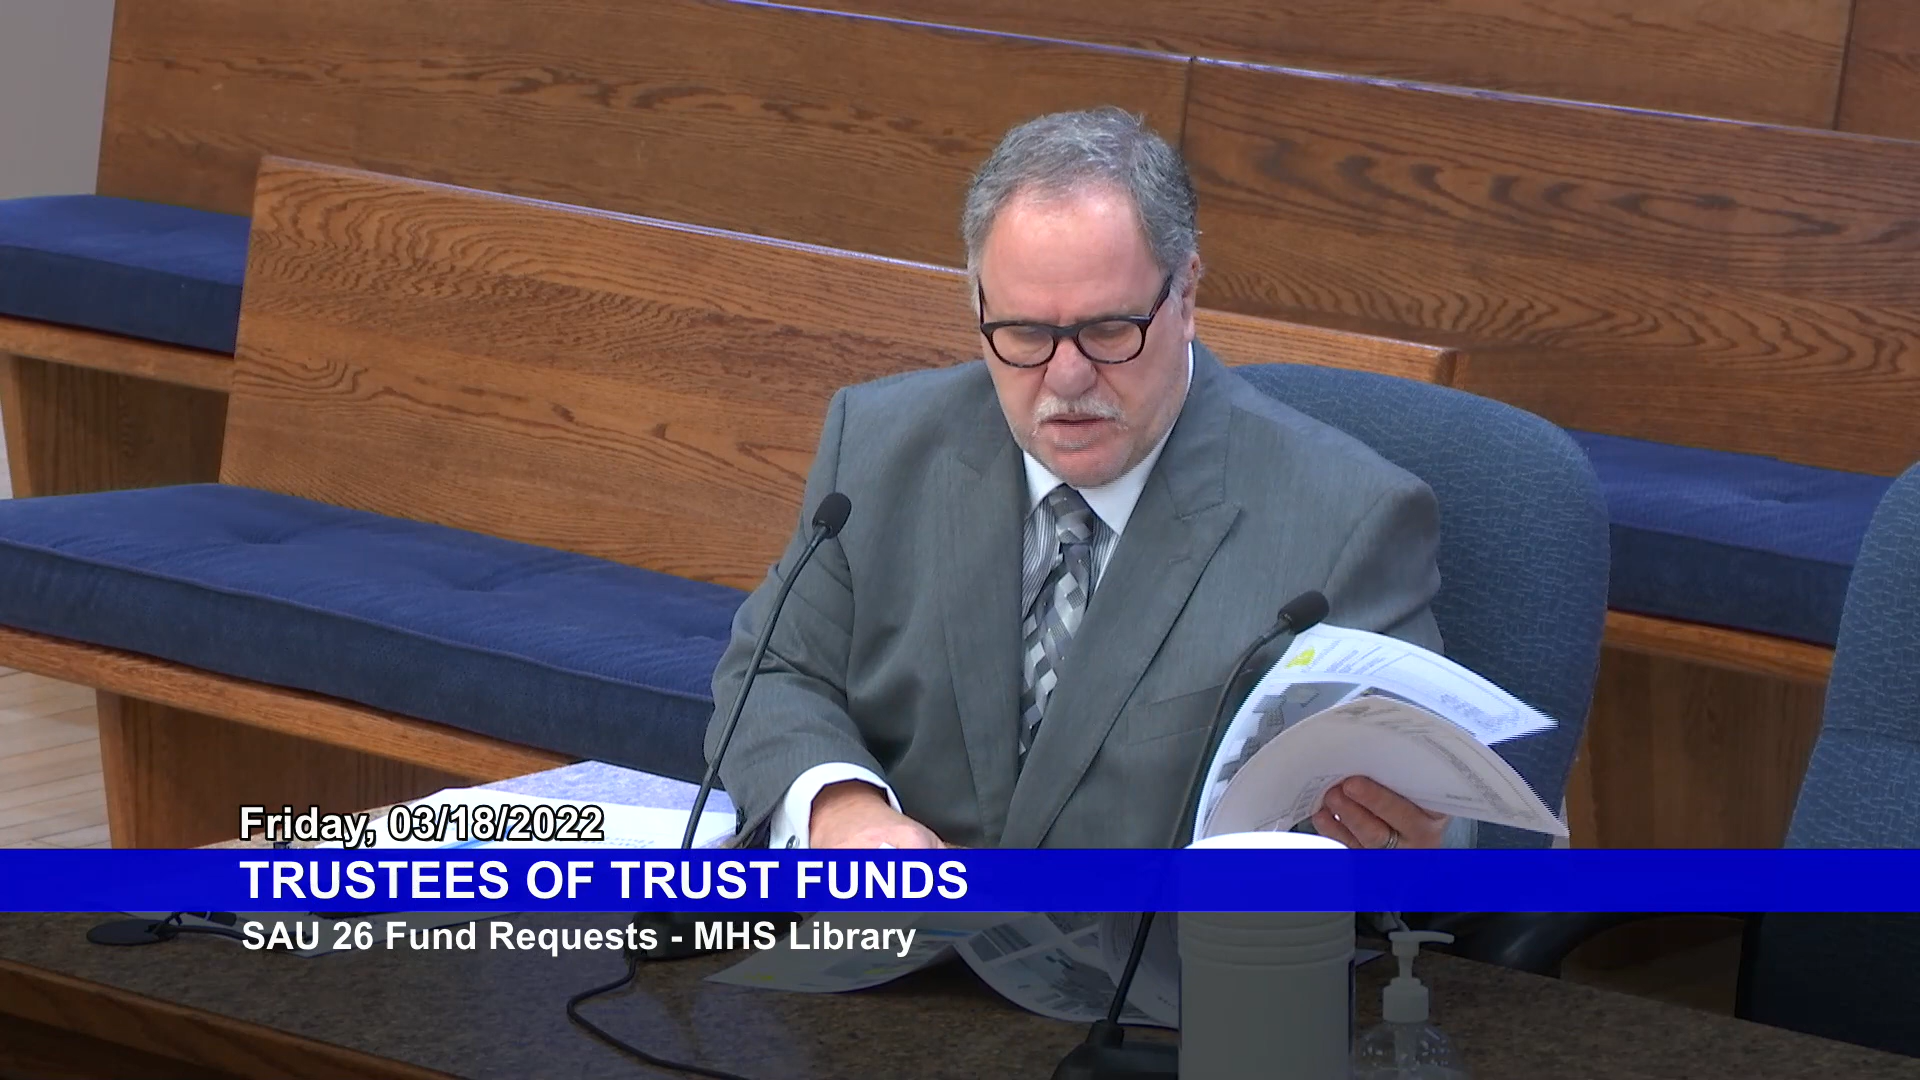 Friday, 03/18/2022
TRUSTEES OF TRUST FUNDS
SAU 26 Fund Requests - MHS Library